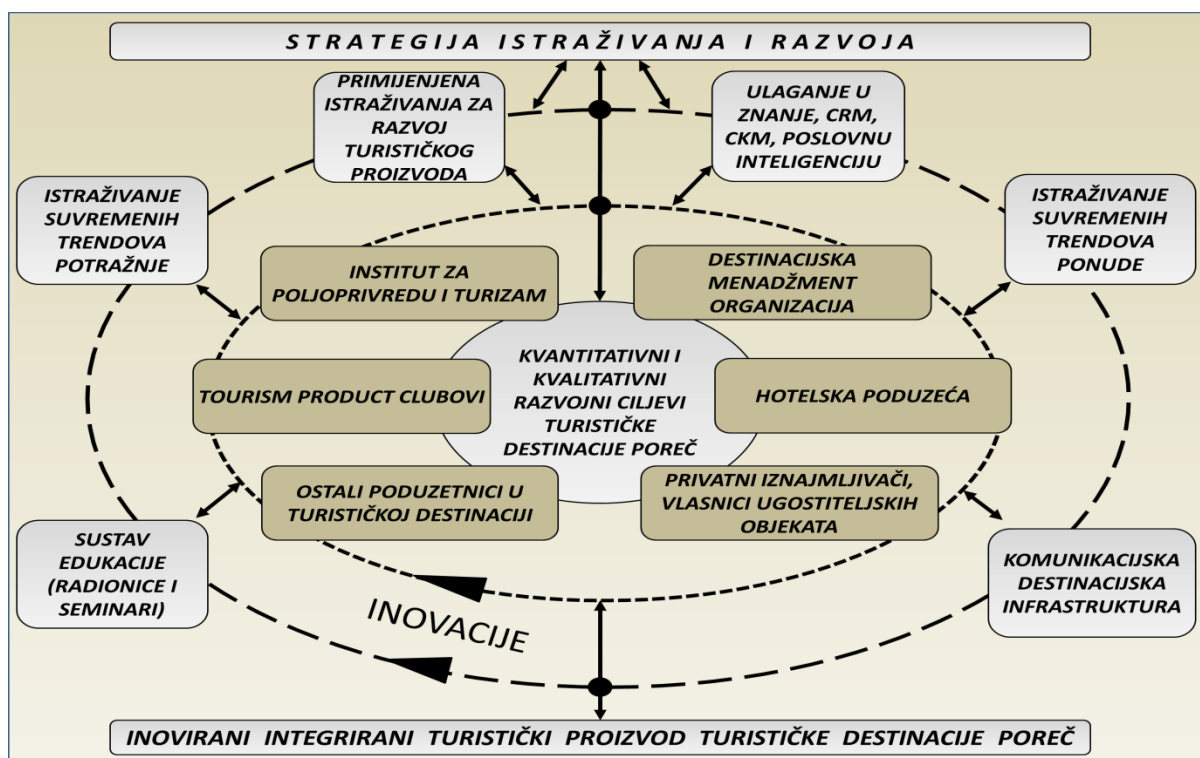 STRATEGIJA ISTRAŽIVANJA I RAZVOJA
PRIMIJENJENA
ISTRAŽIVANJA ZA
RAZVOJ
TURISTIČKOG
PROIZVODA
ULAGANJE U
ZNANJE, CRM,
CKM, POSLOVNU
INTELIGENCIJU
ISTRAŽIVANJE
SUVREMENIH
TRENDOVA
POTRAŽNJE
ISTRAŽIVANJE
SUVREMENIH
TRENDOVA
PONUDE
INSTITUT ZA
POLJOPRIVREDU I TURIZAM
DESTINACIJSKA
MENADŽMENT
ORGANIZACIJA
TOURISM PRODUCT CLUBOVI
KVANTITATIVNI I
KVALITATIVNI
RAZVOJNI CILJEVI
TURISTIČKE
DESTINACIJE POREČ
HOTELSKA PODUZEĆA
OSTALI PODUZETNICI U
TURISTIČKOJ DESTINACIJI
PRIVATNI IZNAJMLJIVAČI,
VLASNICI UGOSTITELJSKIH
OBJEKATA
SUSTAV
EDUKACIJE
(RADIONICE I
SEMINARI)
KOMUNIKACIJSKA
DESTINACIJSKA
INFRASTRUKTURA
INOVACIJE
INOVIRANI INTEGRIRANI TURISTIČKI PROIZVOD TURISTIČKE DESTINACIJE POREČ